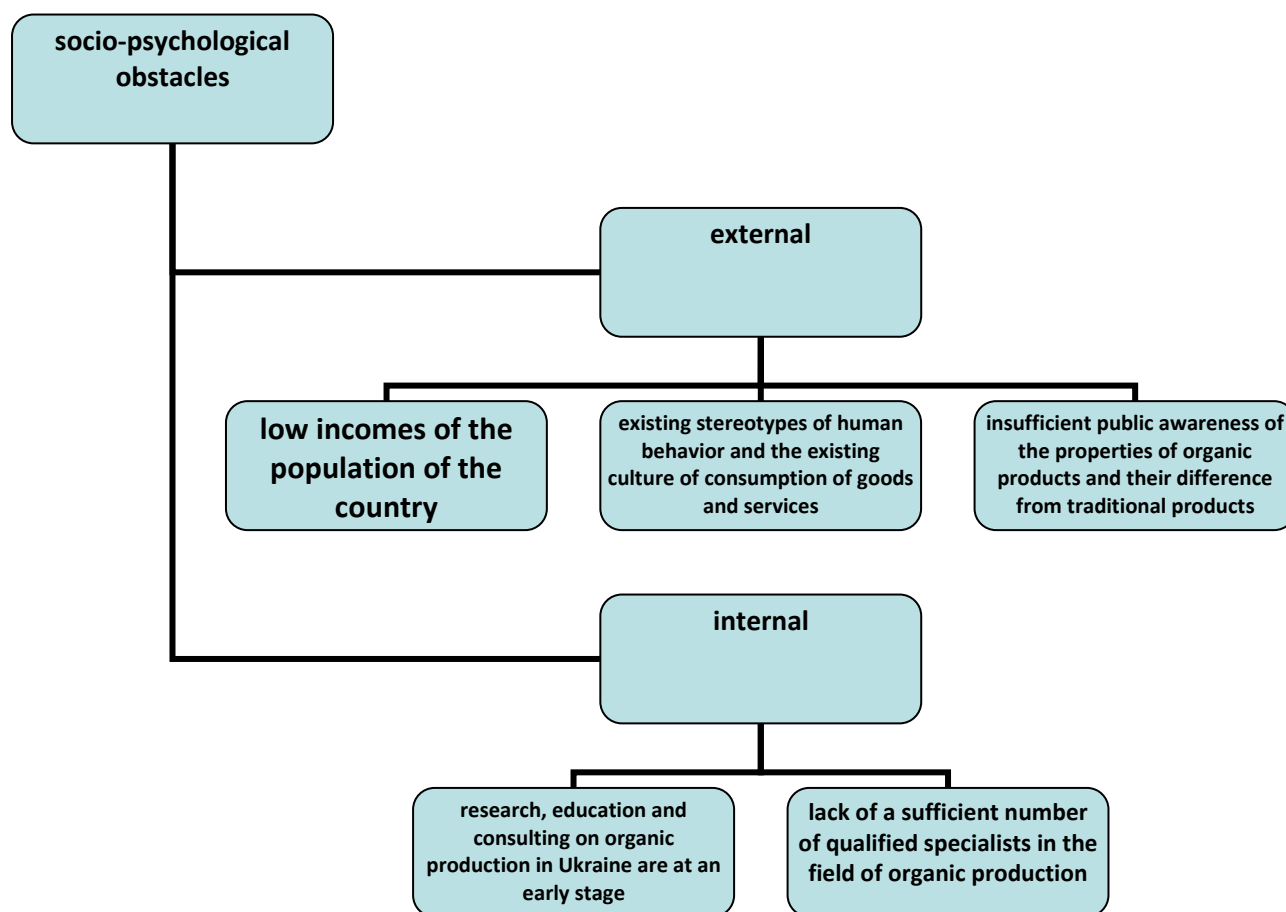 socio-psychological
obstacles
external
low incomes of the
population of the
country
existing stereotypes of human
behavior and the existing
culture of consumption of goods
and services
insufficient public awareness of
the properties of organic
products and their difference
from traditional products
internal
research, education and
consulting on organic
production in Ukraine are at an
early stage
lack of a sufficient number
of qualified specialists in the
field of organic production